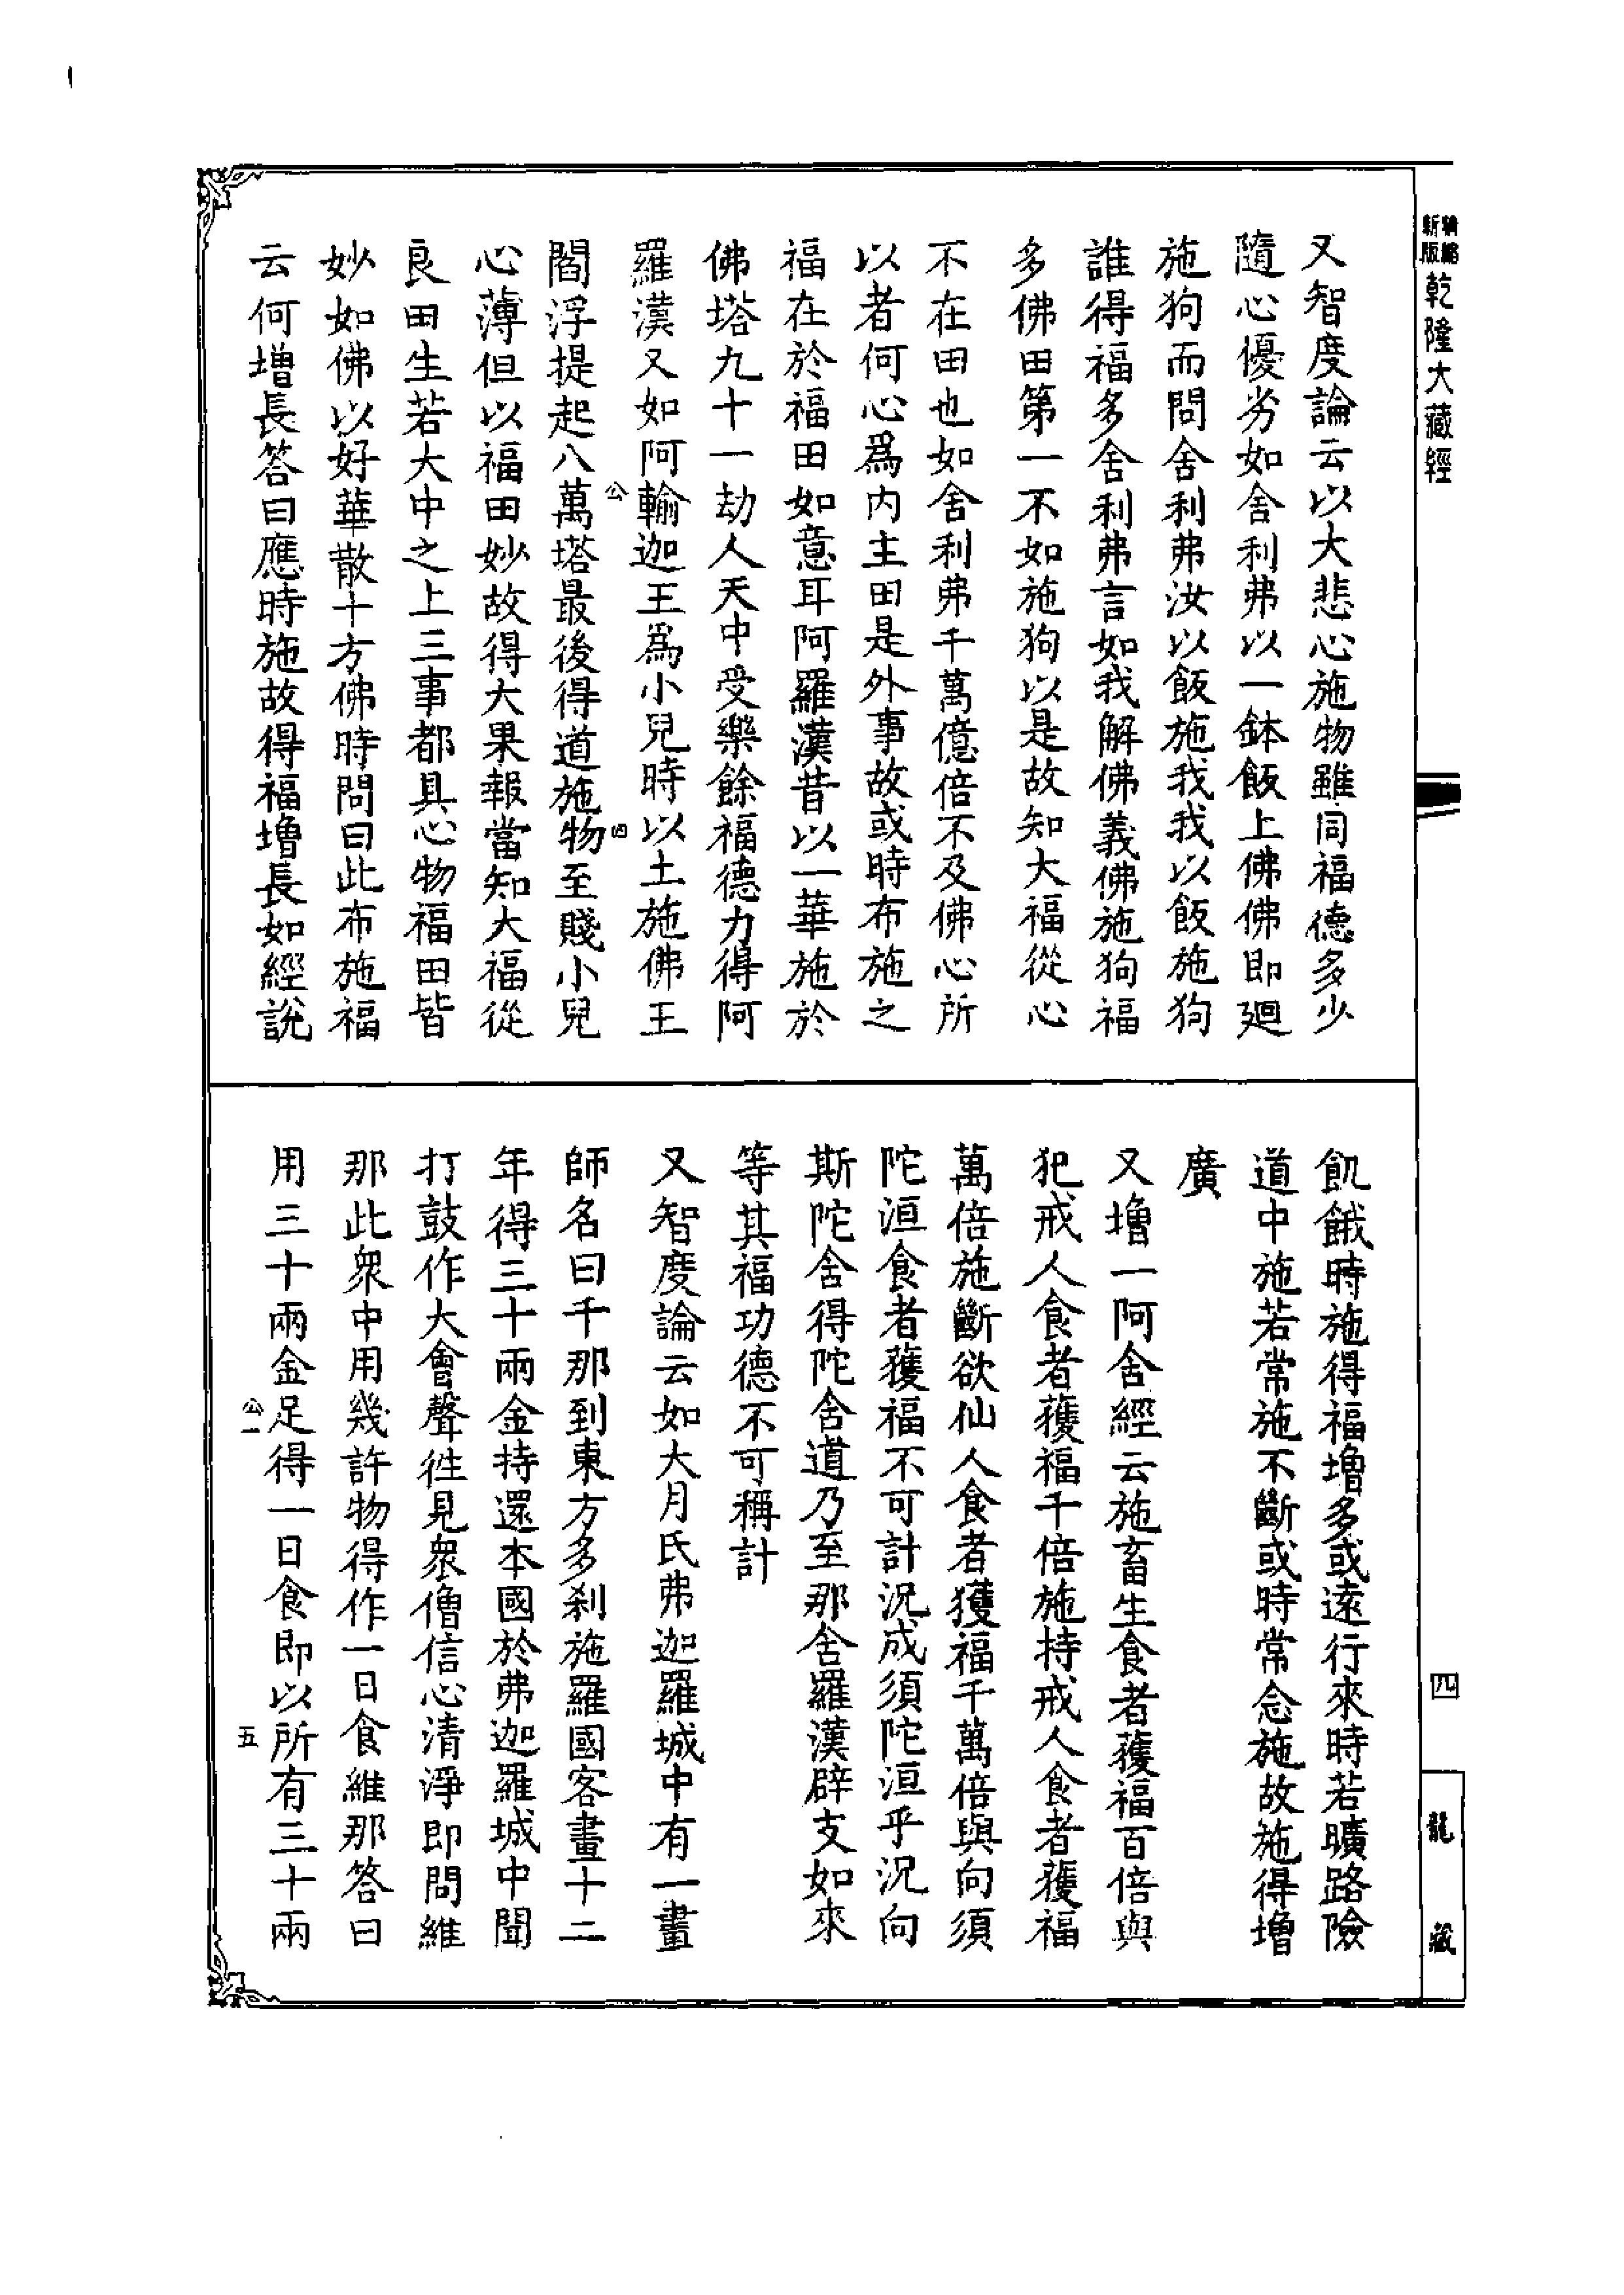 新版精縮乾隆大藏經
又智度論云以大悲心施物雖同福德多少
隨心優劣如舍利弗以一鉢飯上佛佛即廻
施狗而問舍利弗汝以飯施我我以飯施狗
誰得福多舍利弗言如我解佛義佛施狗福
多佛田第一不如施狗以是故知大福從心
不在田也如舍利弗千萬億倍不及佛心所
以者何心爲内主田是外事故或時布施之
福在於福田如意耳阿羅漢昔以一華施於
佛塔九十一劫人天中受樂餘福德力得阿
羅漢又如阿輸迦王爲小兒時以土施佛王
公 四
閻浮提起八萬塔最後得道施物至賤小兒
心薄但以福田妙故得大果報當知大福從
良田生若大中之上三事都具心物福田皆
妙如佛以好華散十方佛時問曰此布施福
云何增長答曰應時施故得福增長如經說
飢餓時施得福增多或遠行來時若曠路險
道中施若常施不斷或時常念施故施得增
廣
又增一阿含經云施畜生食者獲福百倍與
犯戒人食者獲福千倍施持戒人食者獲福
萬倍施斷欲仙人食者獲福千萬倍與向須
陀洹食者獲福不可計況成須陀洹乎況向
斯陀含得陀含道乃至那含羅漢辟支如來
等其福功德不可稱計
又智度論云如大月氏弗迦羅城中有一畫
師名曰千那到東方多刹施羅國客畫十二
年得三十兩金持還本國於弗迦羅城中聞
打鼓作大會聲往見衆僧信心清淨即問維
那此衆中用幾許物得作一日食維那答曰
用三十兩金足得一日食即以所有三十兩
公一 五
四
龍藏